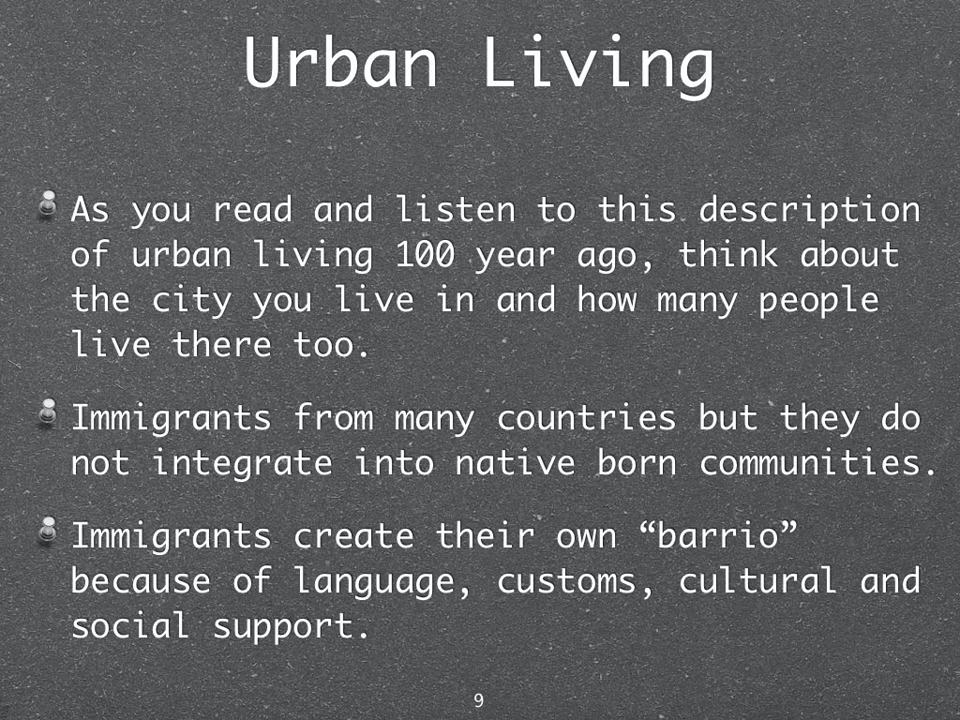 Urban Living
As you read and listen to this description
of urban living 100 year ago, think about
the city you live in and how many people
live there too.
Immigrants from many countries but they do
not integrate into native born communities.
Immigrants create their own “barrio”
because of language, customs, cultural and
social support.
9